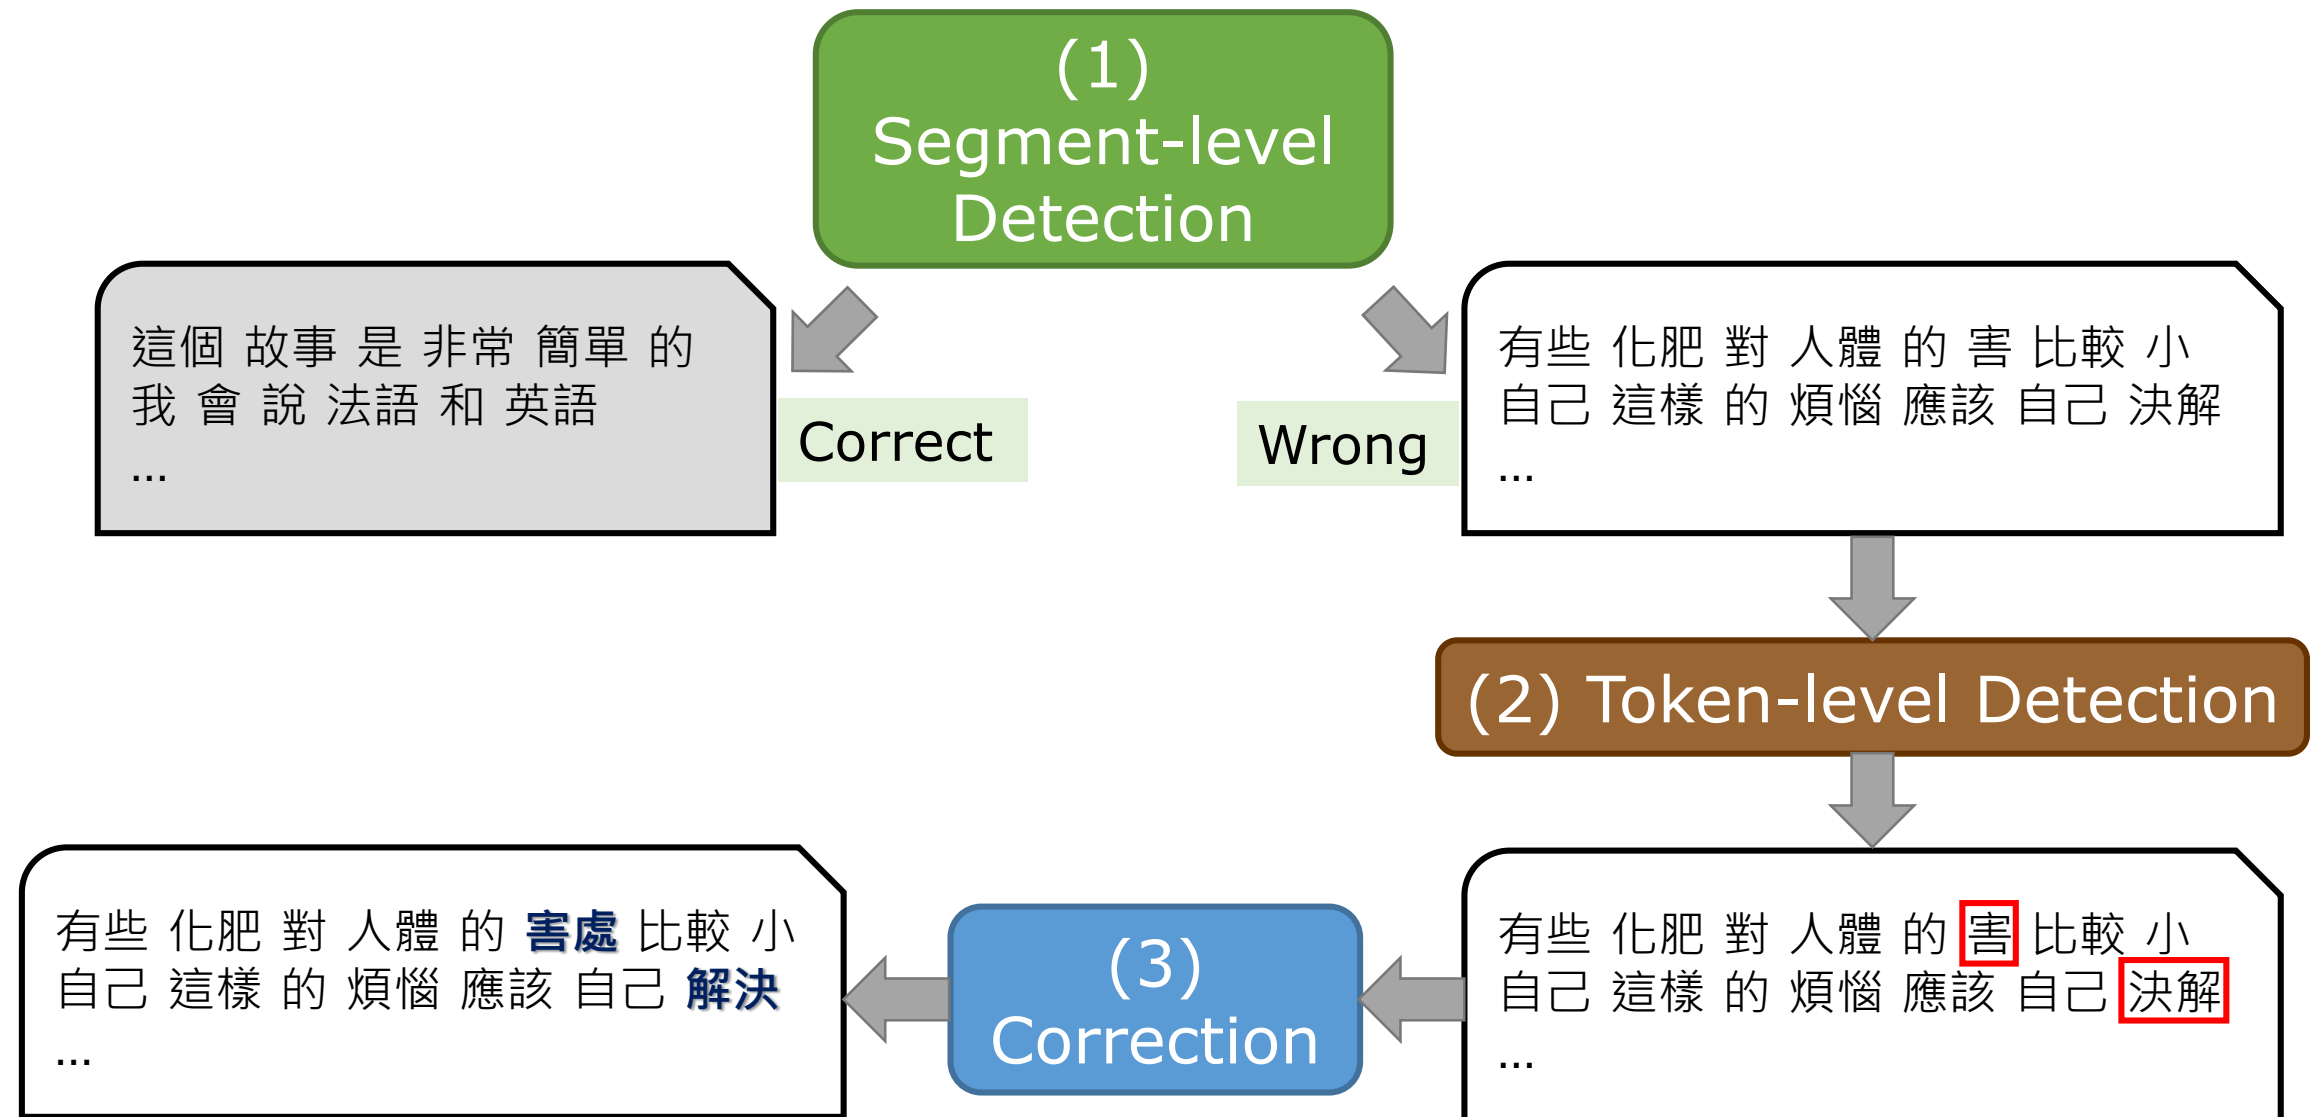 (1)
Segment-level
Detection
這個 故事 是 非常 簡單 的
我 會 說 法語 和 英語
...
Correct
Wrong
有些 化肥 對 人體 的 害 比較 小
自己 這樣 的 煩惱 應該 自己 決解
...
(2) Token-level Detection
有些 化肥 對 人體 的 害 比較 小
自己 這樣 的 煩惱 應該 自己 決解
...
(3)
Correction
有些 化肥 對 人體 的 害處 比較 小
自己 這樣 的 煩惱 應該 自己 解決
...